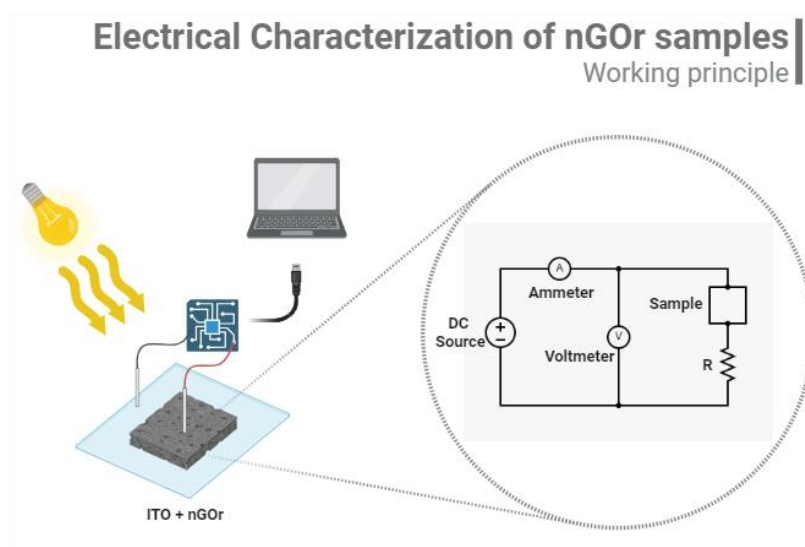 Electrical Characterization of nGOr samples
Working principle
A
Ammeter
Sample
DC
Source
+
−
V
Voltmeter
R
ITO + nGOr